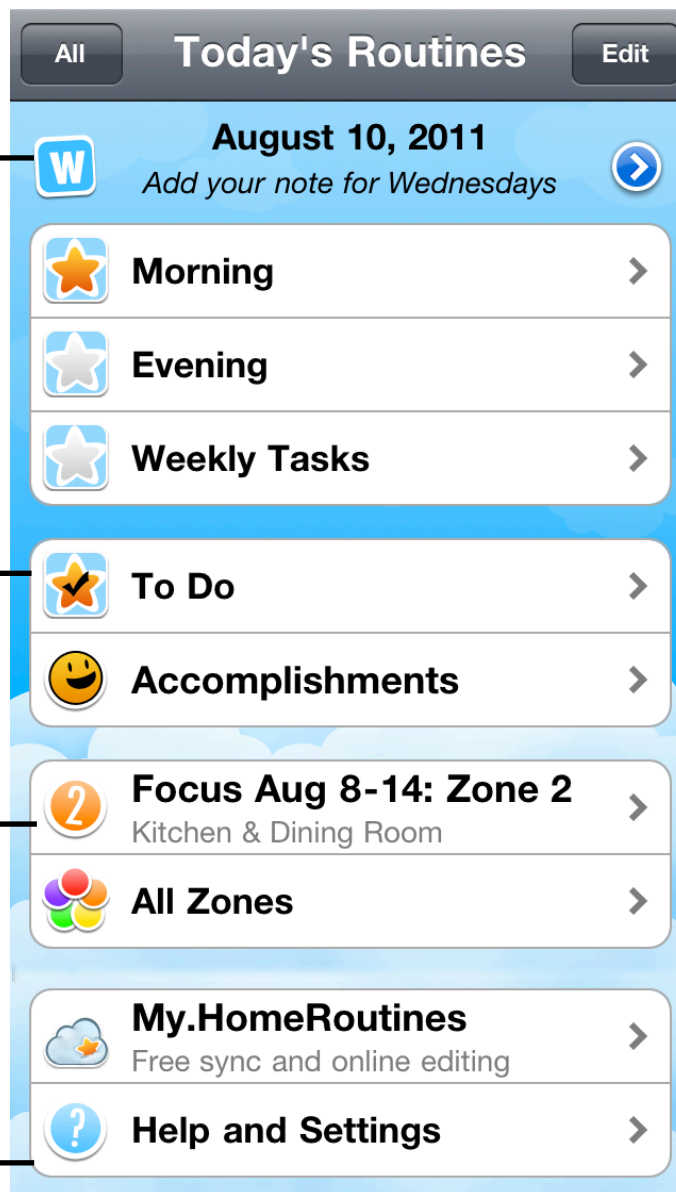 All Today's Routines Edit
W
August 10, 2011
Add your note for Wednesdays
Morning
Evening
Weekly Tasks
To Do
Accomplishments
2
Focus Aug 8-14: Zone 2
Kitchen & Dining Room
All Zones
My.HomeRoutines
Free sync and online editing
?
Help and Settings